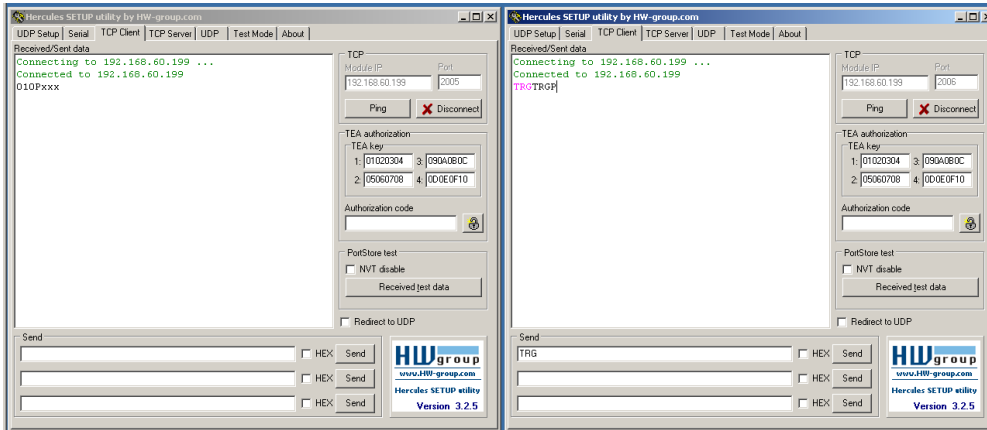 Hercules SETUP utility by HW-group.com
UDP Setup Serial TCP Client TCP Server UDP Test Mode About
Received/Sent data
Connecting to 192.168.60.199 ...
Connected to 192.168.60.199
010Pxxx
TCP
Module IP Port
192.168.60.199 2005
Ping Disconnect
TEA authorization
TEA key
1: 01020304 3: 090A0B0C
2: 05060708 4: 0D0E0F10
Authorization code
PortStore test
NVT disable
Received test data
Redirect to UDP
Send
HEX Send
HEX Send
HEX Send
HWgroup
www.HW-group.com
Hercules SETUP utility
Version 3.2.5
Hercules SETUP utility by HW-group.com
UDP Setup Serial TCP Client TCP Server UDP Test Mode About
Received/Sent data
Connecting to 192.168.60.199 ...
Connected to 192.168.60.199
TRGTRGP
TCP
Module IP Port
192.168.60.199 2006
Ping Disconnect
TEA authorization
TEA key
1: 01020304 3: 090A0B0C
2: 05060708 4: 0D0E0F10
Authorization code
PortStore test
NVT disable
Received test data
Redirect to UDP
Send
TRG HEX Send
HEX Send
HEX Send
HWgroup
www.HW-group.com
Hercules SETUP utility
Version 3.2.5